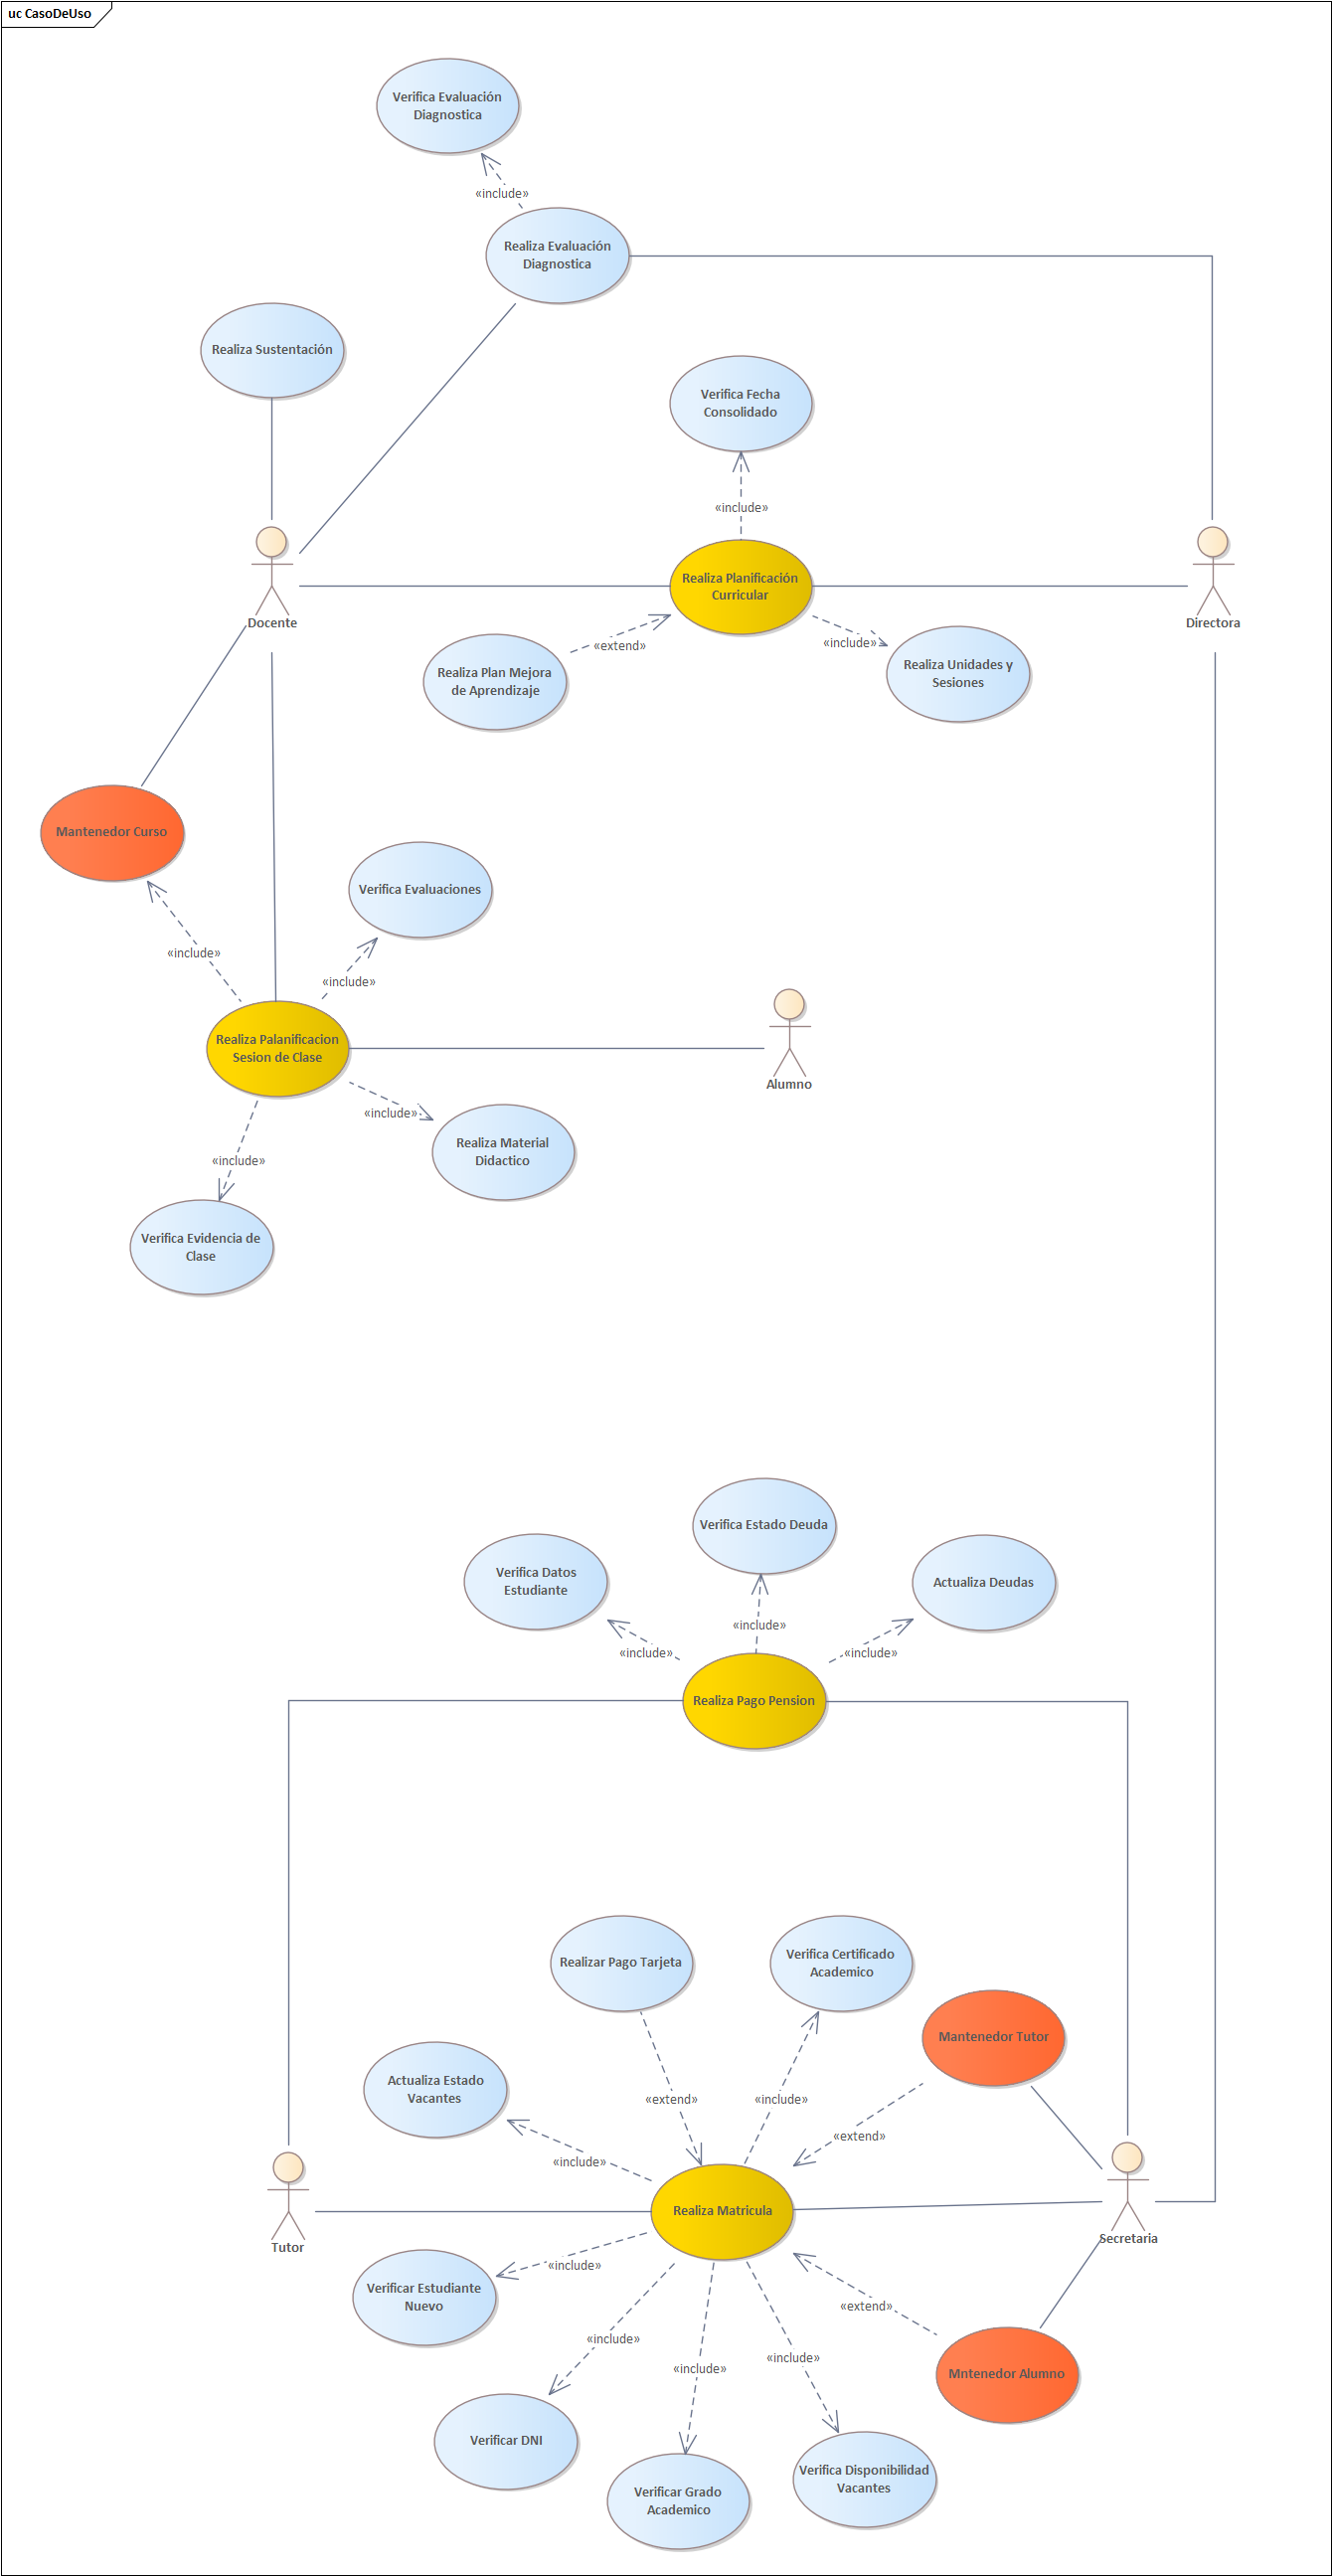 uc CasoDeUso
Verifica Evaluación
Diagnostica
«include»
Realiza Evaluación
Diagnostica
Realiza Sustentación
Verifica Fecha
Consolidado
«include»
Realiza Planificación
Curricular
Docente
Directora
«extend»
«include»
Realiza Plan Mejora
de Aprendizaje
Realiza Unidades y
Sesiones
Mantenedor Curso
Verifica Evaluaciones
«include»
«include»
Realiza Palanificacion
Sesion de Clase
Alumno
«include»
Realiza Material
Didactico
«include»
Verifica Evidencia de
Clase
Verifica Estado Deuda
Verifica Datos
Estudiante
Actualiza Deudas
«include»
«include»
«include»
Realiza Pago Pension
Realizar Pago Tarjeta
Verifica Certificado
Academico
Mantenedor Tutor
Actualiza Estado
Vacantes
«extend»
«include»
«extend»
«include»
Realiza Matricula
Tutor
Secretaria
«include»
Verificar Estudiante
Nuevo
«extend»
«include»
«include»
«include»
Mntenedor Alumno
Verificar DNI
Verifica Disponibilidad
Vacantes
Verificar Grado
Academico